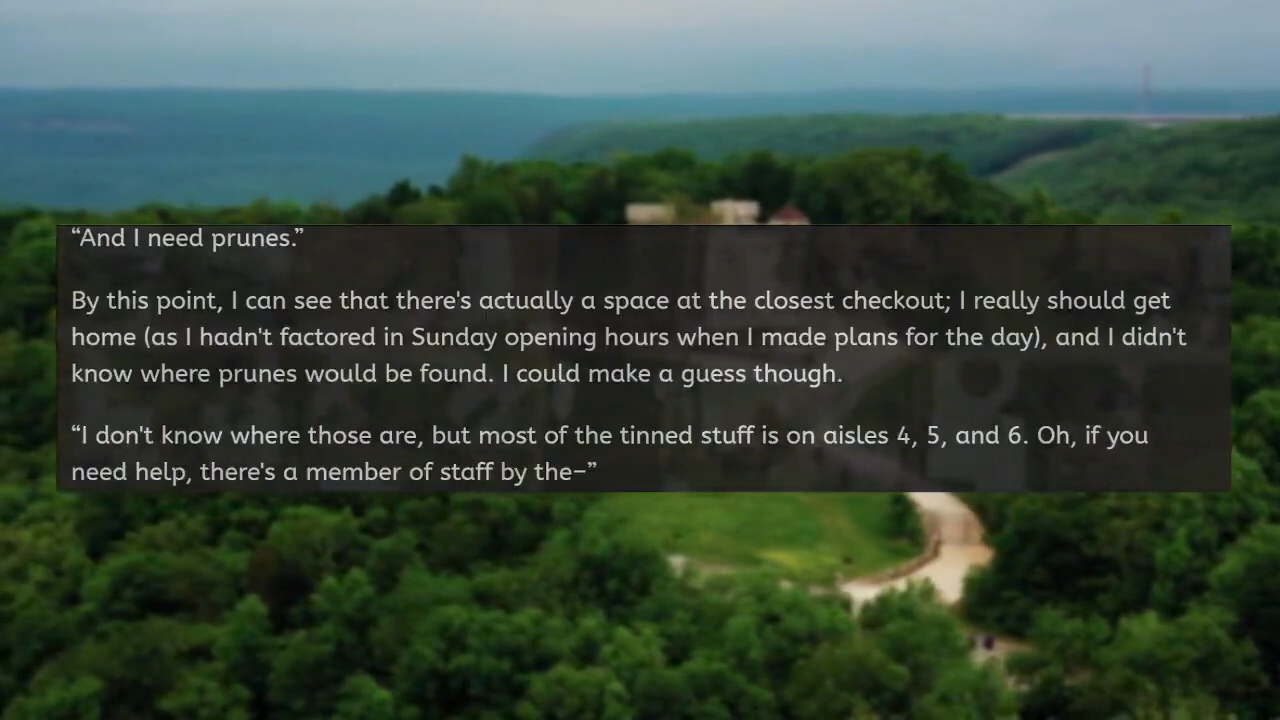 “And I need prunes.”
By this point, I can see that there's actually a space at the closest checkout; I really should get
home (as I hadn't factored in Sunday opening hours when I made plans for the day), and I didn't
know where prunes would be found. I could make a guess though.
“I don't know where those are, but most of the tinned stuff is on aisles 4, 5, and 6. Oh, if you
need help, there's a member of staff by the–”